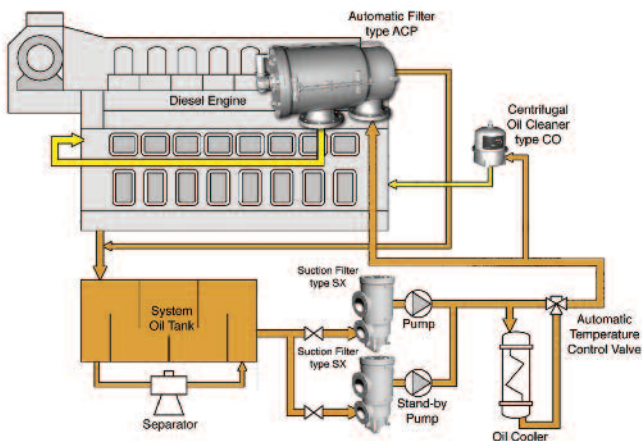 Automatic Filter
type ACP
Diesel Engine
Centrifugal
Oil Cleaner
type CO
Suction Filter
type SX
System
Oil Tank
Pump
Automatic
Temperature
Control Valve
Suction Filter
type SX
Stand-by
Pump
Separator
Oil Cooler